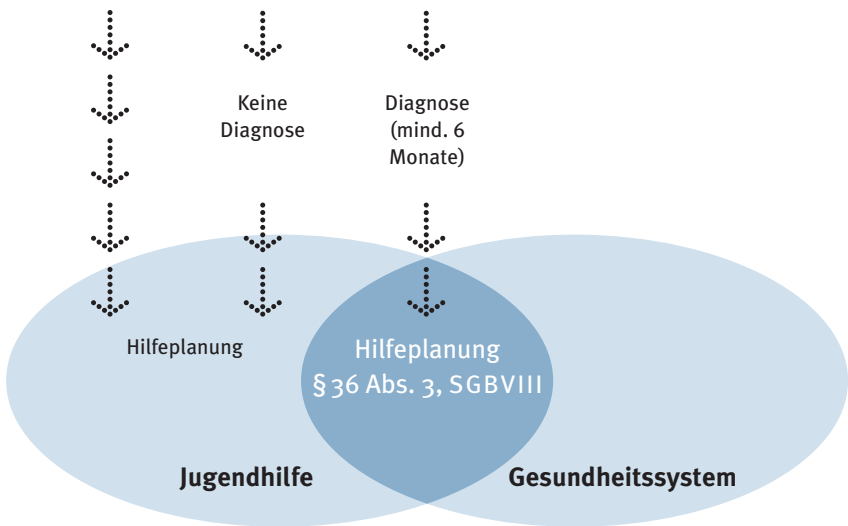 Keine
Diagnose
Diagnose
(mind. 6
Monate)
Hilfeplanung
Hilfeplanung
§ 36 Abs. 3, SGBVIII
Jugendhilfe
Gesundheitssystem